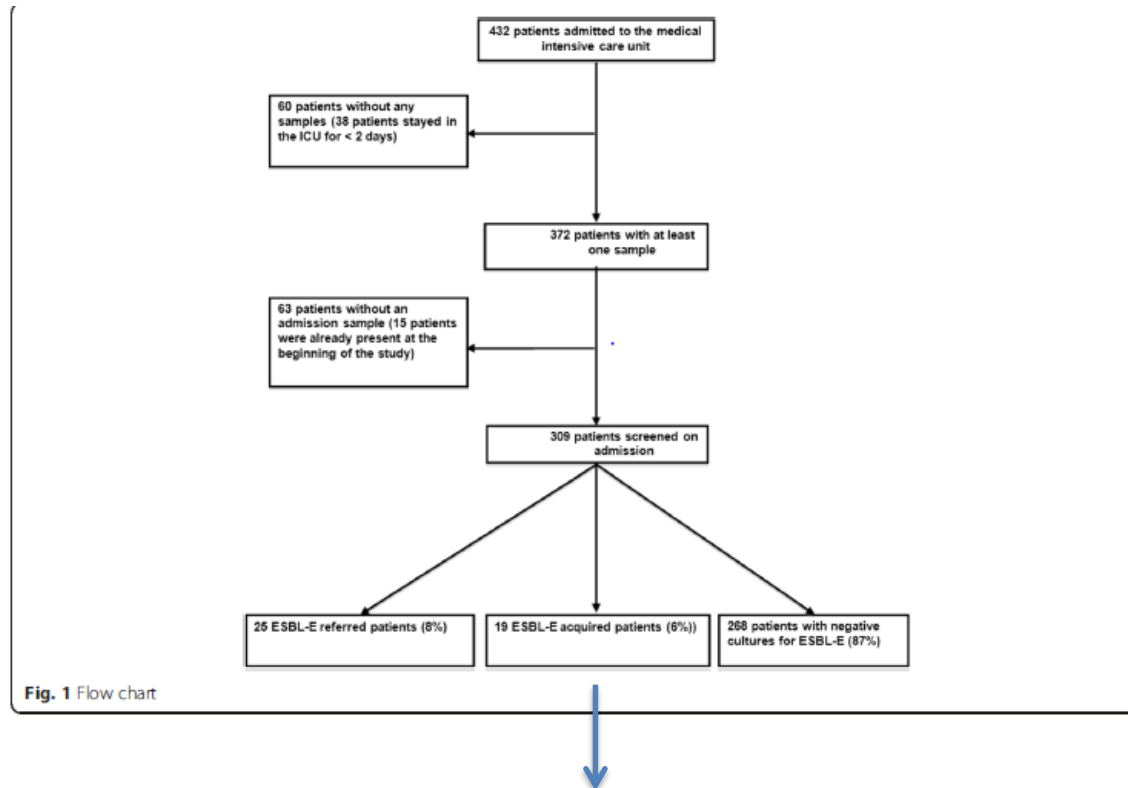 432 patients admitted to the medical
intensive care unit
60 patients without any
samples (38 patients stayed in
the ICU for < 2 days)
372 patients with at least
one sample
63 patients without an
admission sample (15 patients
were already present at the
beginning of the study)
309 patients screened on
admission
25 ESBL-E referred patients (8%)
19 ESBL-E acquired patients (6%))
268 patients with negative
cultures for ESBL-E (87%)
Fig. 1 Flow chart